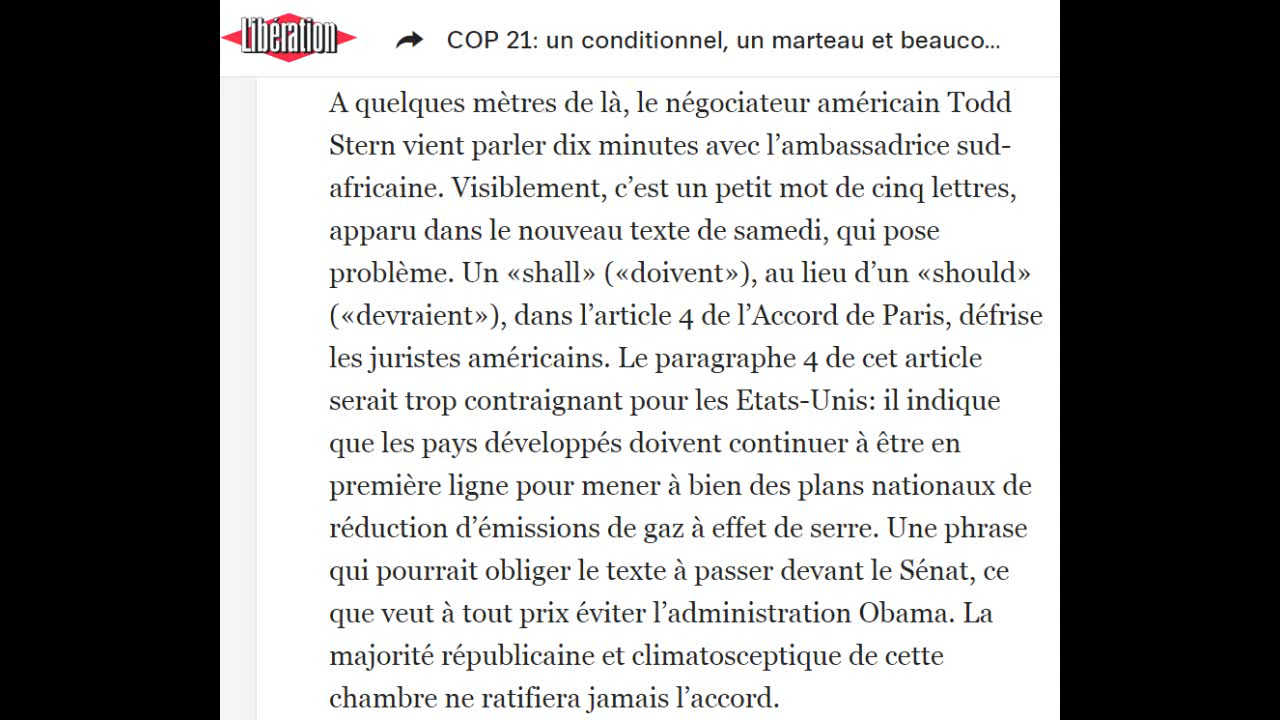 Libération
COP 21: un conditionnel, un marteau et beauco...
A quelques mètres de là, le négociateur américain Todd
Stern vient parler dix minutes avec l’ambassadrice sud-
africaine. Visiblement, c’est un petit mot de cinq lettres,
apparu dans le nouveau texte de samedi, qui pose
problème. Un «shall» («doivent»), au lieu d’un «should»
(«devraient»), dans l’article 4 de l’Accord de Paris, défrise
les juristes américains. Le paragraphe 4 de cet article
serait trop contraignant pour les Etats-Unis: il indique
que les pays développés doivent continuer à être en
première ligne pour mener à bien des plans nationaux de
réduction d’émissions de gaz à effet de serre. Une phrase
qui pourrait obliger le texte à passer devant le Sénat, ce
que veut à tout prix éviter l’administration Obama. La
majorité républicaine et climatosceptique de cette
chambre ne ratifiera jamais l’accord.